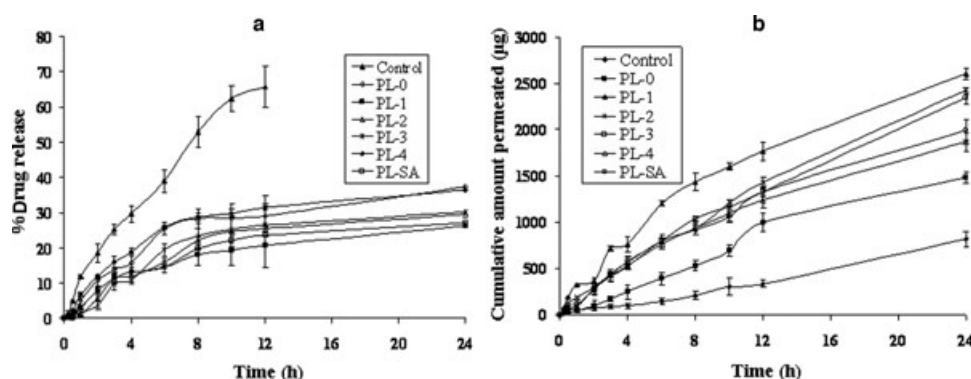 a
80
70
60
50
40
30
20
10
0
%Drug release
Control
PL-0
PL-1
PL-2
PL-3
PL-4
PL-SA
0 4 8 12 16 20 24
Time (h)
b
3000
2500
2000
1500
1000
500
0
Cumulative amount permeated (µg)
Control
PL-0
PL-1
PL-2
PL-3
PL-4
PL-SA
0 4 8 12 16 20 24
Time (h)